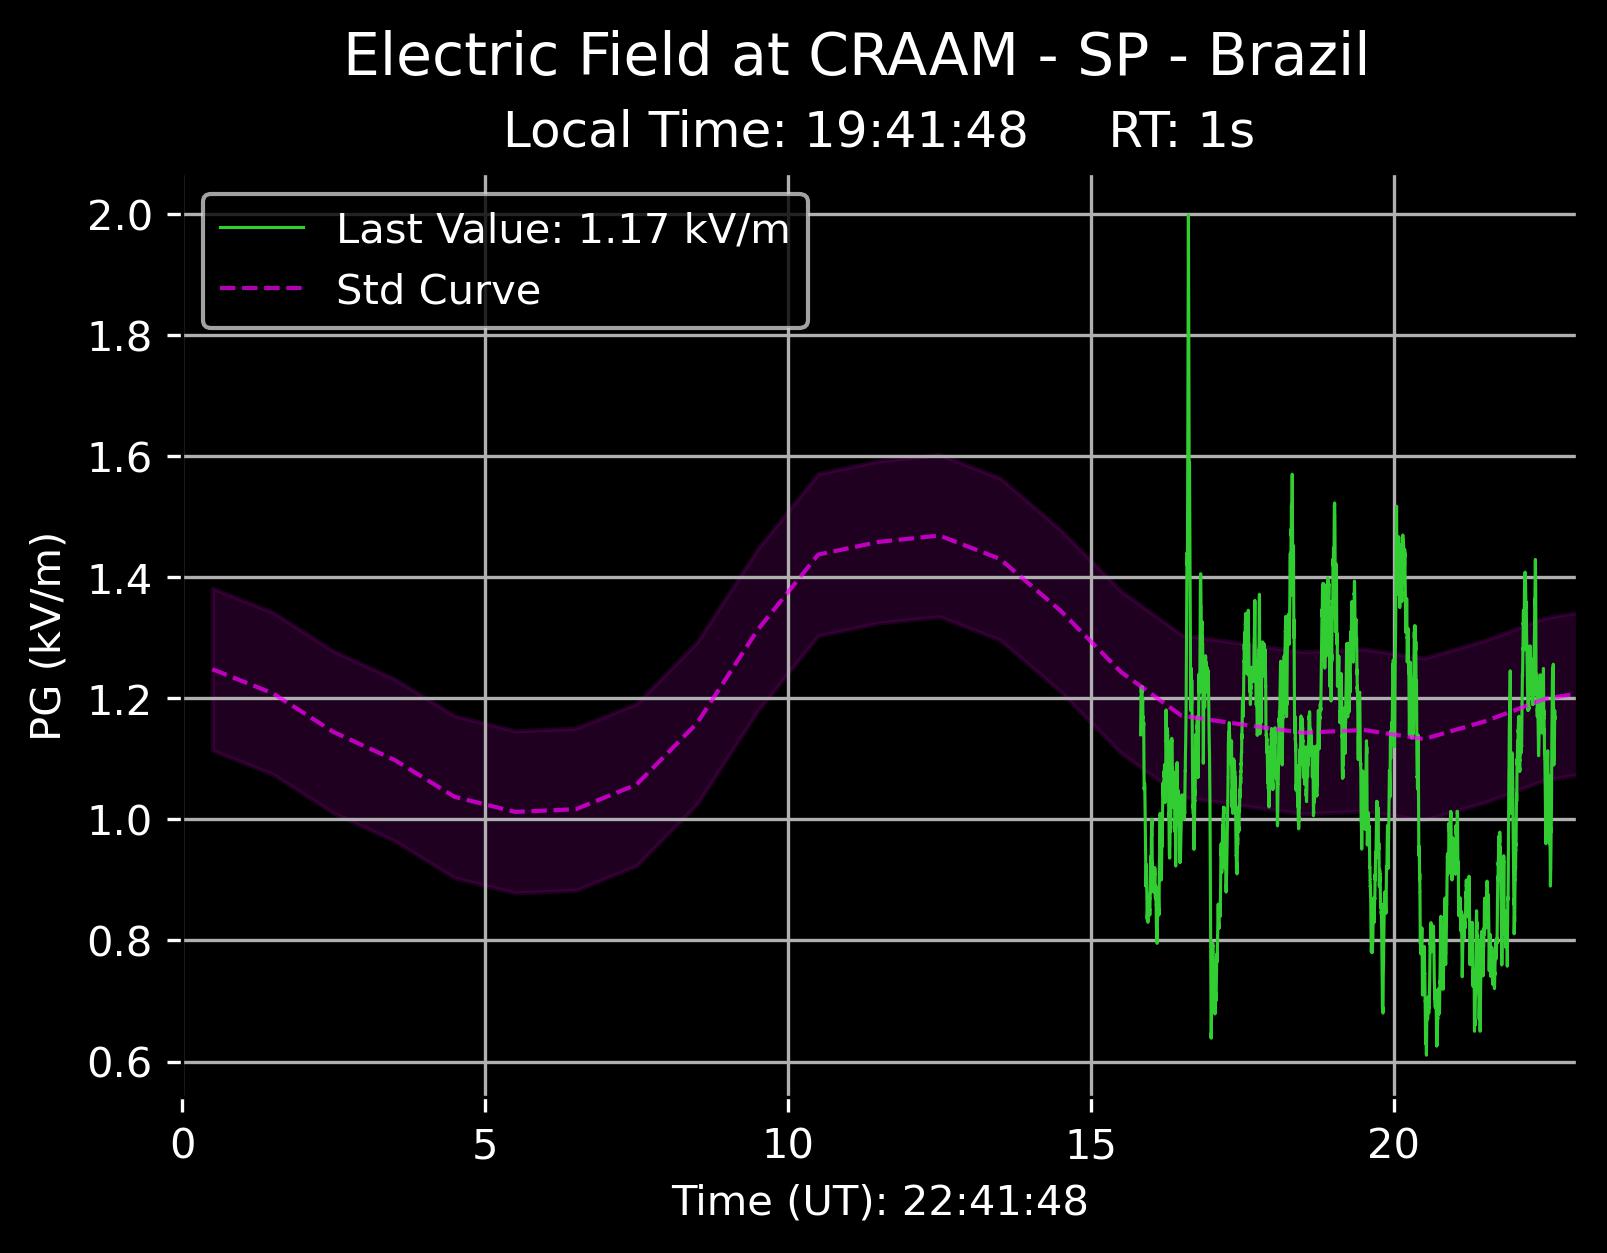 Electric Field at CRAAM - SP - Brazil
Local Time: 19:41:48 RT: 1s
Last Value: 1.17 kV/m
Std Curve
2.0
1.8
1.6
1.4
1.2
1.0
0.8
0.6
PG (kV/m)
0 5 10 15 20
Time (UT): 22:41:48